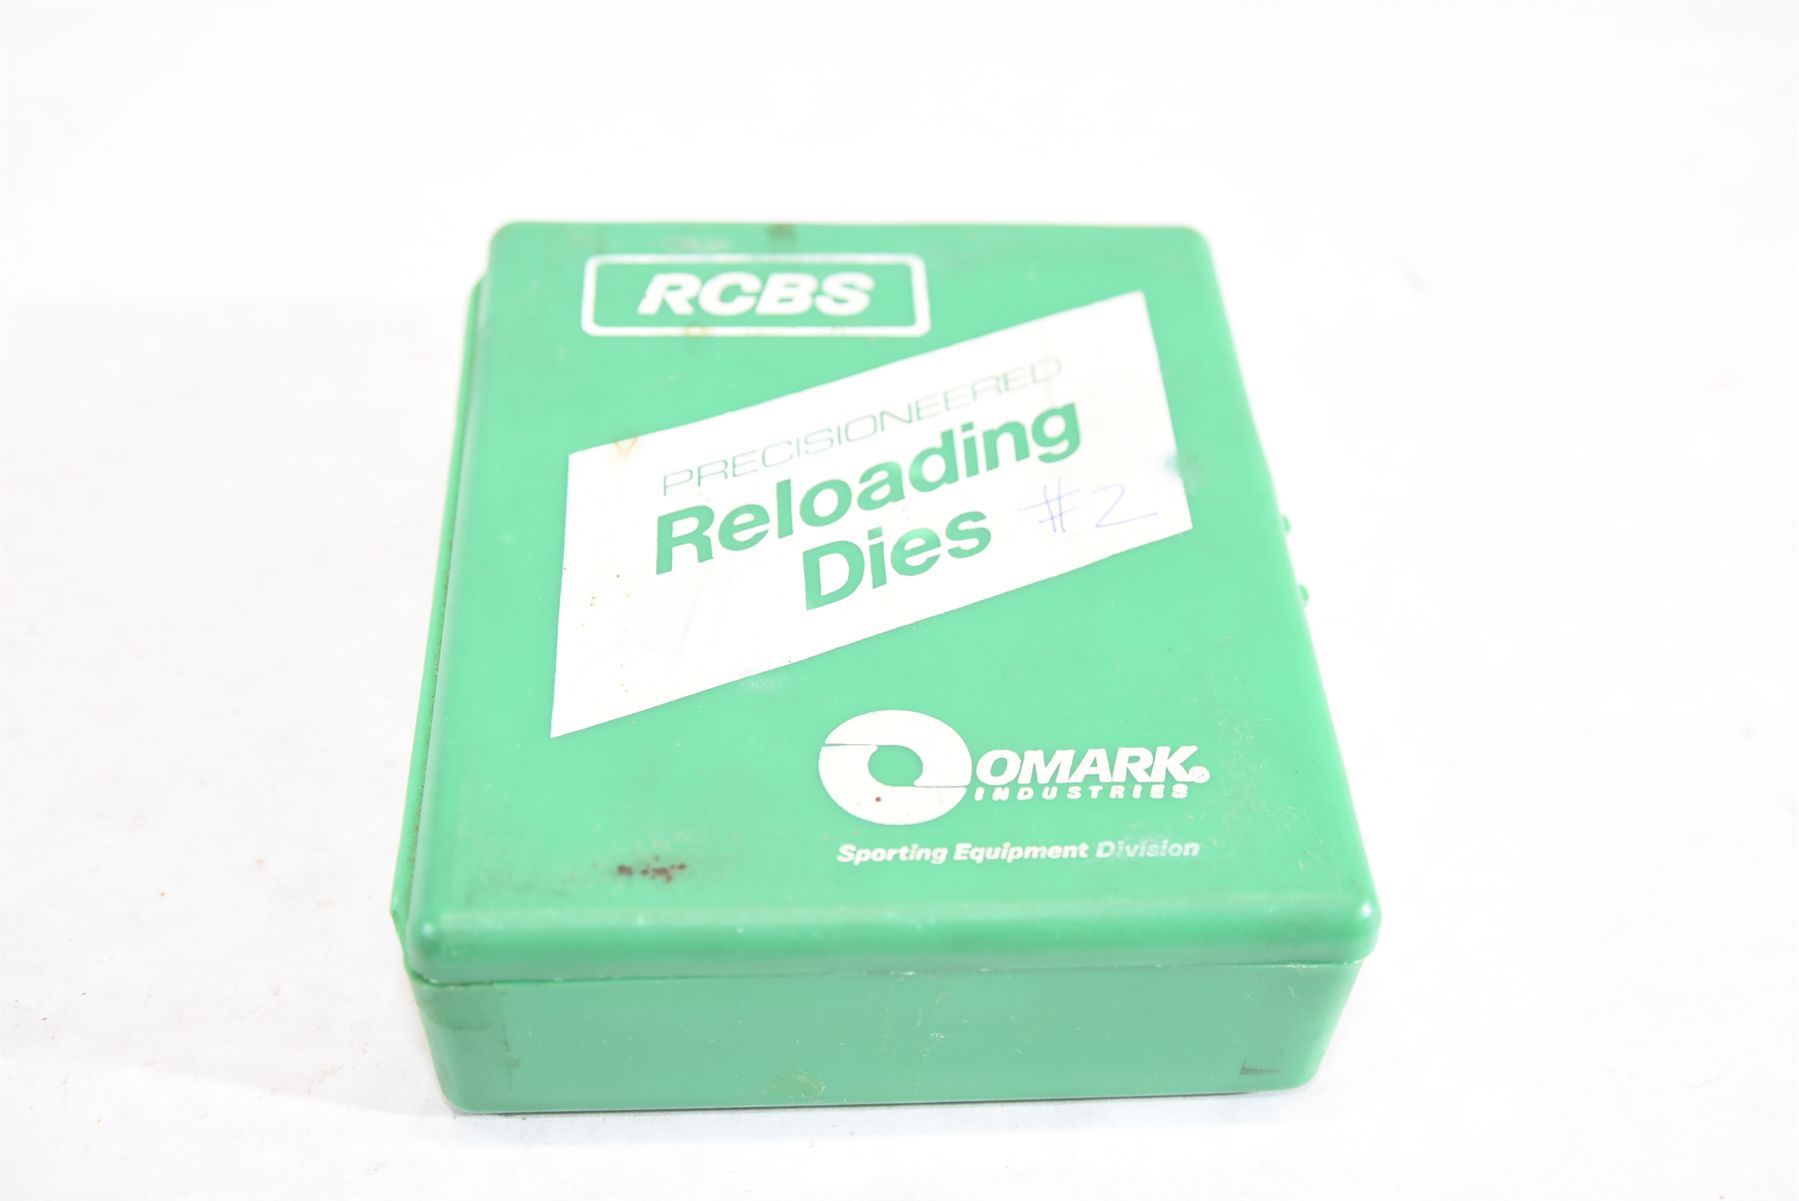 RCBS
PRECISIONEERED
Reloading
Dies #2
OMARK®
INDUSTRIES
Sporting Equipment Division